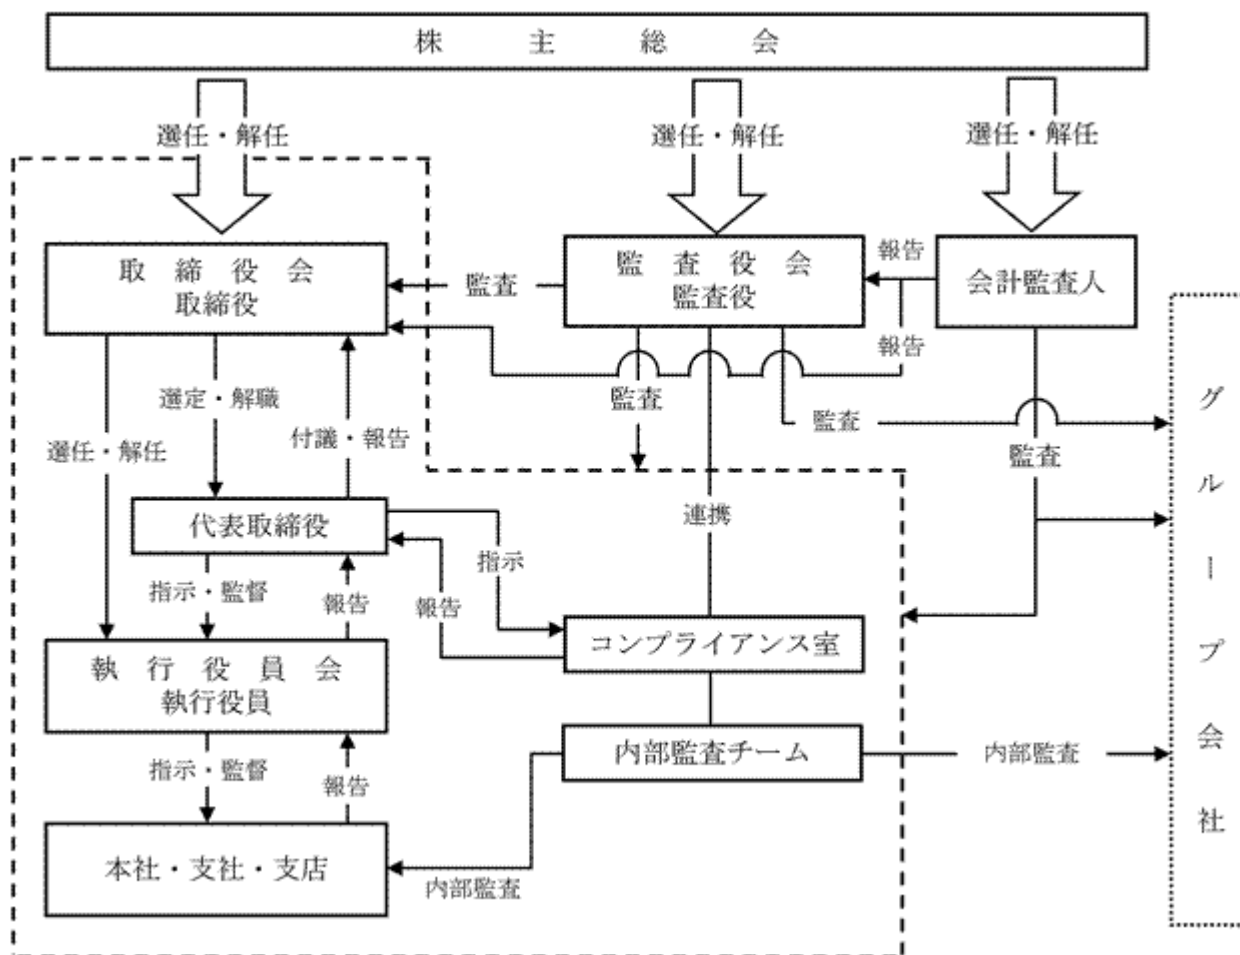 株主総会
選任・解任
選任・解任
選任・解任
取締役会
取締役
監査
監査役会
監査役
報告
会計監査人
報告
選定・解職
監査
監査
グループ会社
選任・解任
付議・報告
監査
代表取締役
連携
指示
指示・監督
報告
報告
執行役員会
執行役員
コンプライアンス室
内部監査チーム
内部監査
指示・監督
報告
本社・支社・支店
内部監査